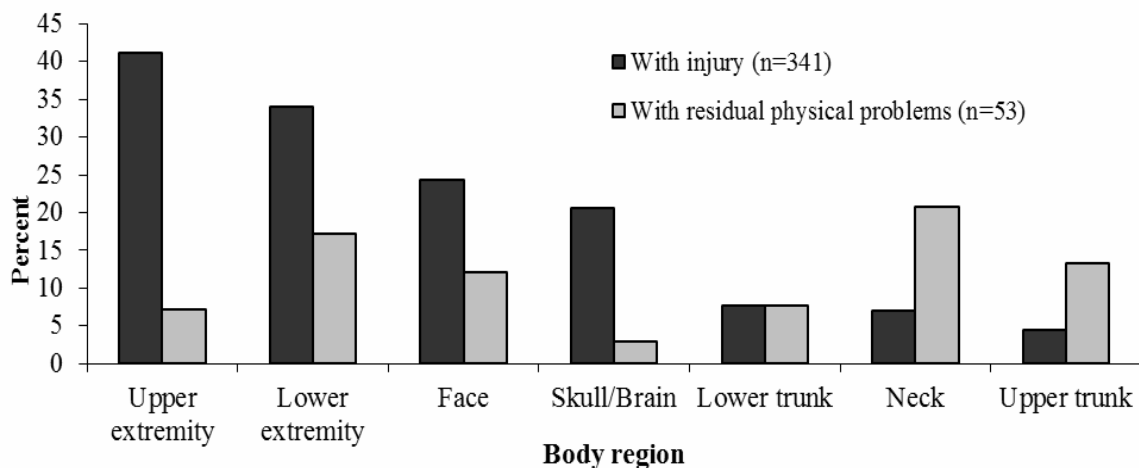 45
40
35
30
25
20
15
10
5
0
Percent
With injury (n=341)
With residual physical problems (n=53)
Upper
extremity
Lower
extremity
Face
Skull/Brain
Lower trunk
Neck
Upper trunk
Body region